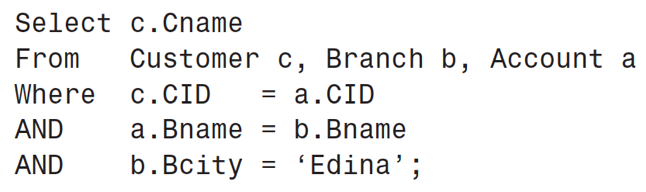 Select c.Cname
From   Customer c, Branch b, Account a
Where  c.CID   = a.CID
AND    a.Bname = b.Bname
AND    b.Bcity = ‘Edina’;